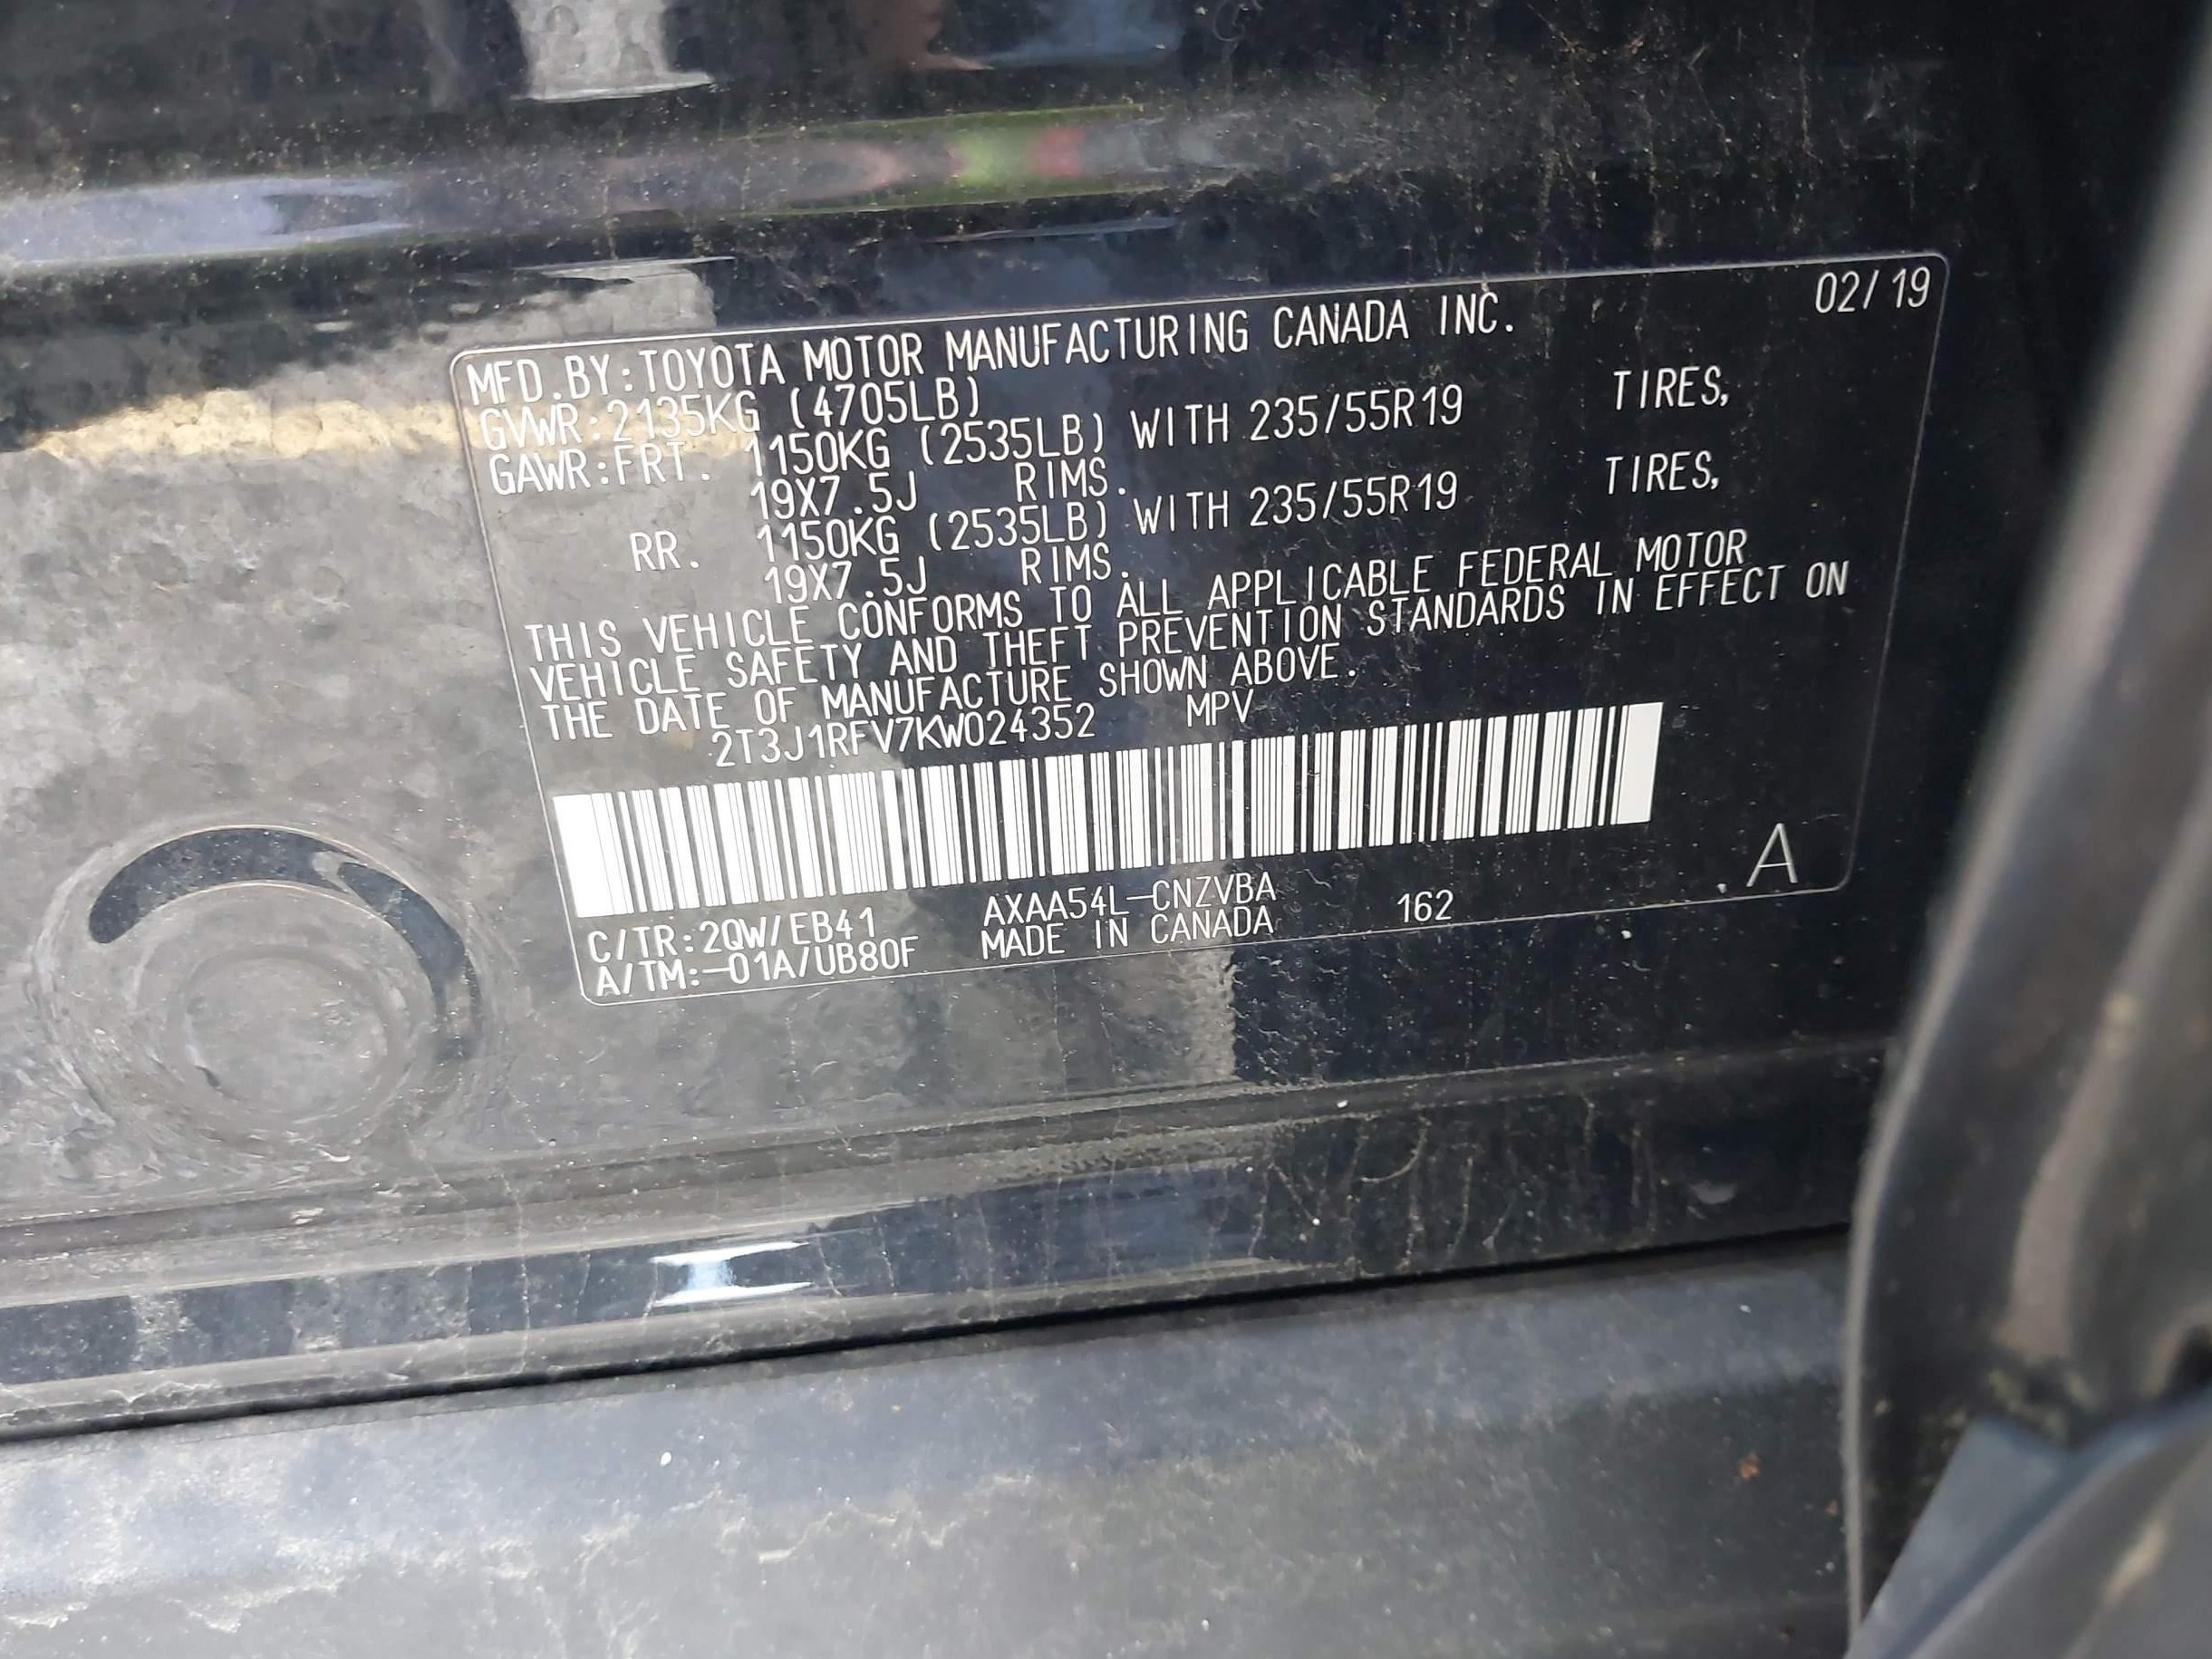 02/19
MFD.BY:TOYOTA MOTOR MANUFACTURING CANADA INC.
GVWR:2135KG (4705LB)
GAWR:FRT. 1150KG (2535LB) WITH 235/55R19 TIRES,
19X7.5J RIMS.
RR. 1150KG (2535LB) WITH 235/55R19 TIRES,
19X7.5J RIMS.
THIS VEHICLE CONFORMS TO ALL APPLICABLE FEDERAL MOTOR
VEHICLE SAFETY AND THEFT PREVENTION STANDARDS IN EFFECT ON
THE DATE OF MANUFACTURE SHOWN ABOVE.
2T3J1RFV7KW024352 MPV
C/TR:2QW/EB41 AXAA54L-CNZVBA 162 A
A/TM:-01A/UB80F MADE IN CANADA